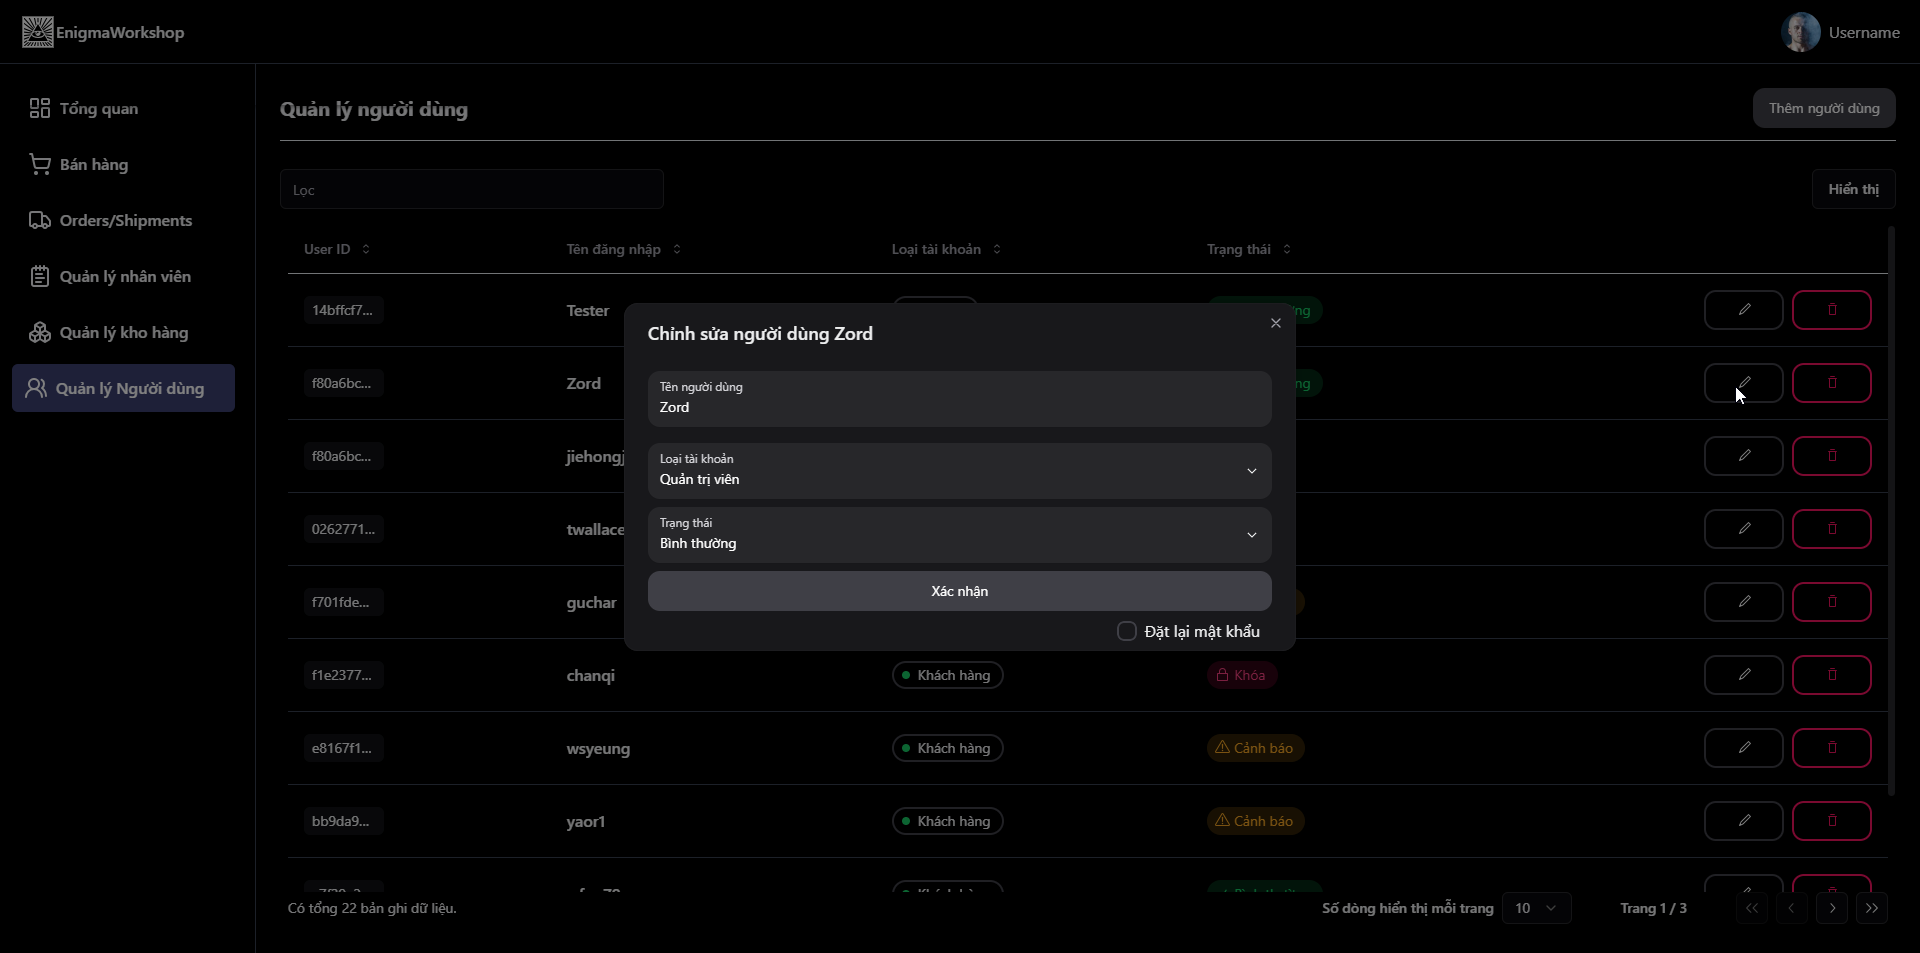 EnigmaWorkshop
Username
Tổng quan
Bán hàng
Orders/Shipments
Quản lý nhân viên
Quản lý kho hàng
Quản lý Người dùng
Quản lý người dùng
Thêm người dùng
Lọc
Hiển thị
User ID Tên đăng nhập Loại tài khoản Trạng thái
14bffcf7... Tester
f80a6bc... Zord
f80a6bc...
0262771... twallace
f701fde... guchar
f1e2377... chanqi Khách hàng Khóa
e8167f1... wsyeung Khách hàng Cảnh báo
bb9da9... yaor1 Khách hàng Cảnh báo
Chỉnh sửa người dùng Zord
Tên người dùng
Zord
Loại tài khoản
Quản trị viên
Trạng thái
Bình thường
Xác nhận
Đặt lại mật khẩu
Có tổng 22 bản ghi dữ liệu.
Số dòng hiển thị mỗi trang 10 Trang 1 / 3